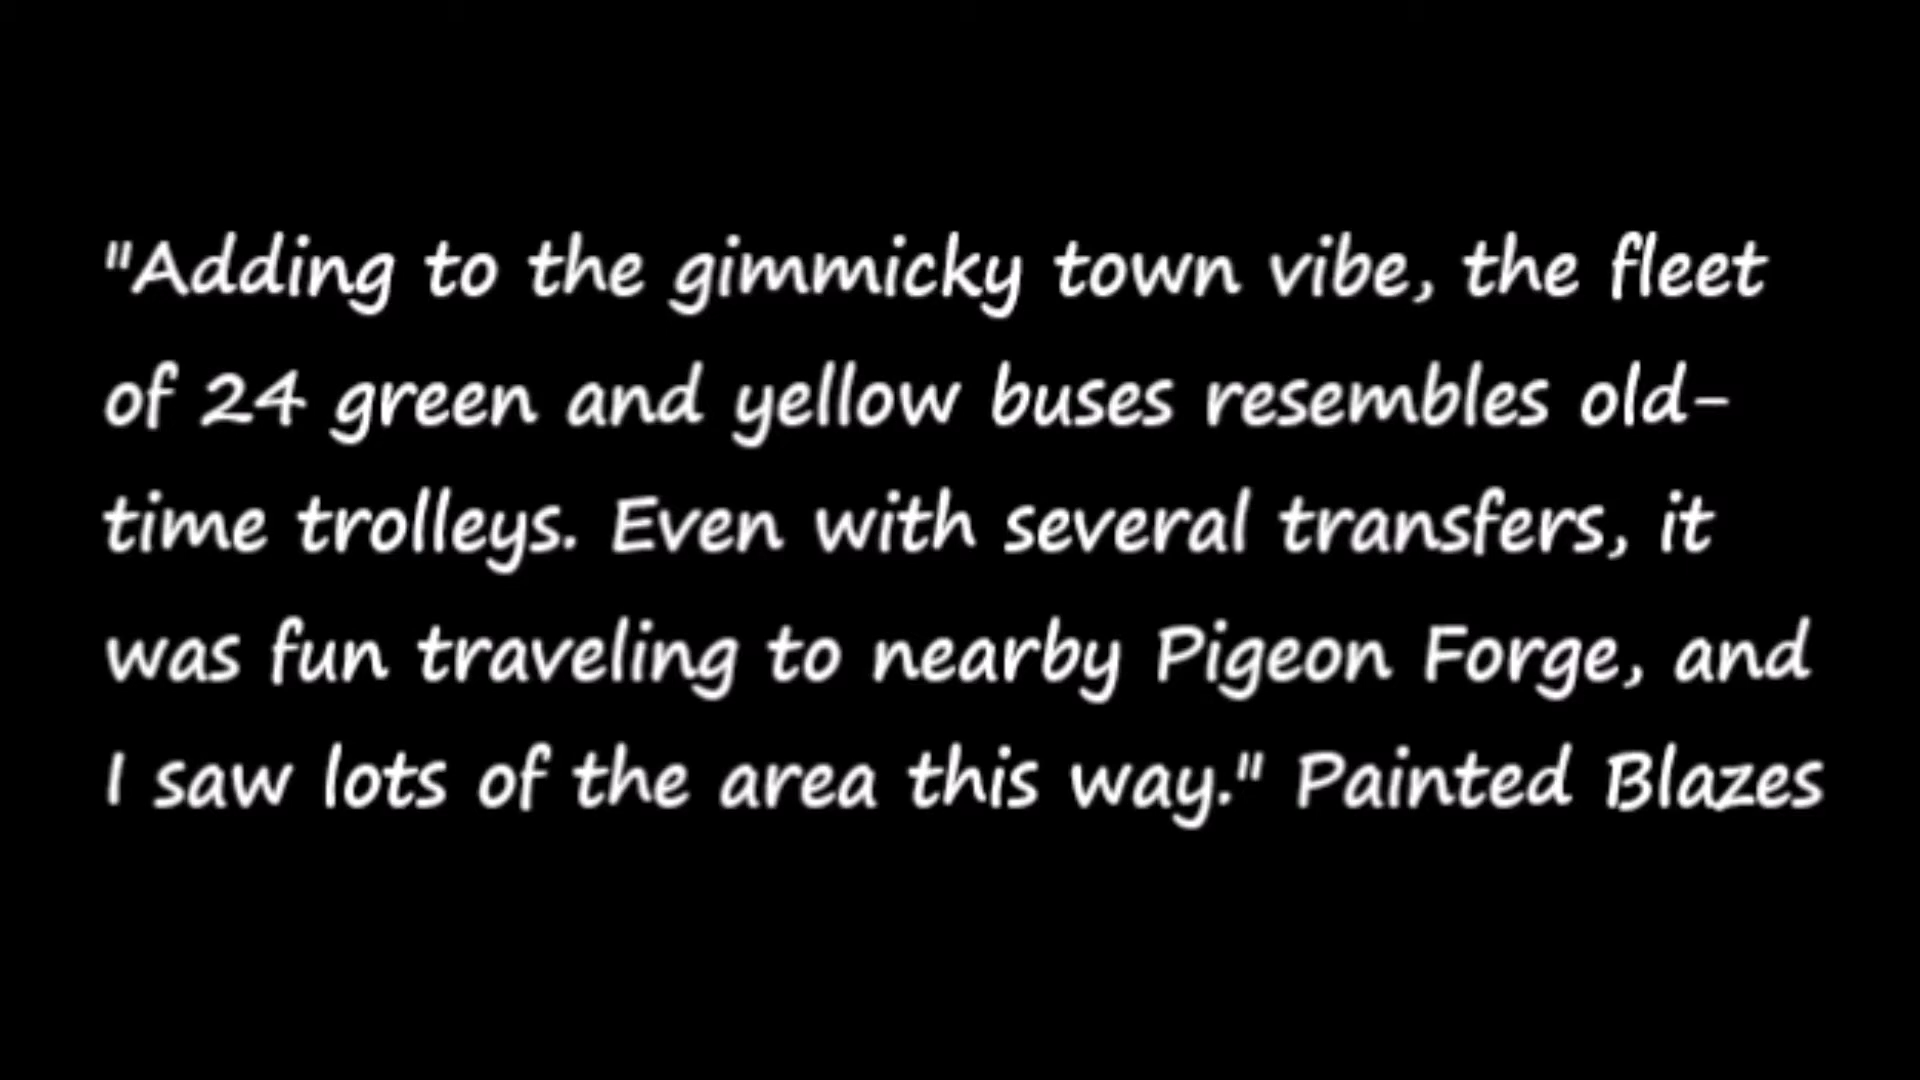 "Adding to the gimmicky town vibe, the fleet
of 24 green and yellow buses resembles old-
time trolleys. Even with several transfers, it
was fun traveling to nearby Pigeon Forge, and
I saw lots of the area this way." Painted Blazes